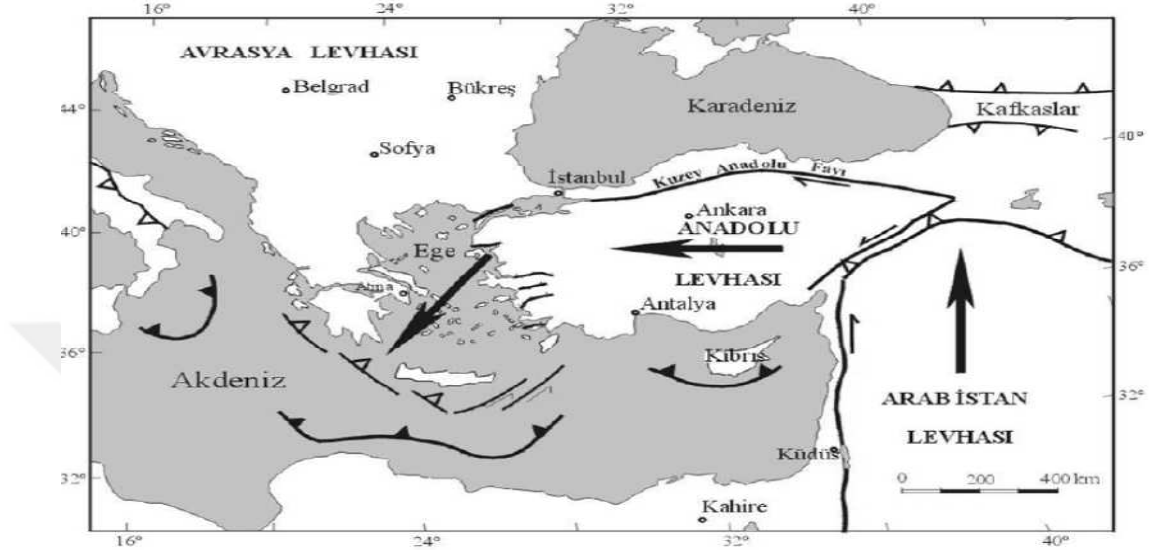 16° 24° 32° 40°
AVRASYA LEVHASI
Belgrad
Bükreş
Karadeniz
Kafkaslar
44°
40°
Sofya
İstanbul
Kuzey Anadolu Fayı
Ankara
ANADOLU
LEVHASI
40°
Ege
36°
Atina
Antalya
36°
Kıbrıs
Akdeniz
32°
ARABİSTAN
LEVHASI
Küdüs
32°
0 200 400 km
Kahire
16° 24° 32° 40°